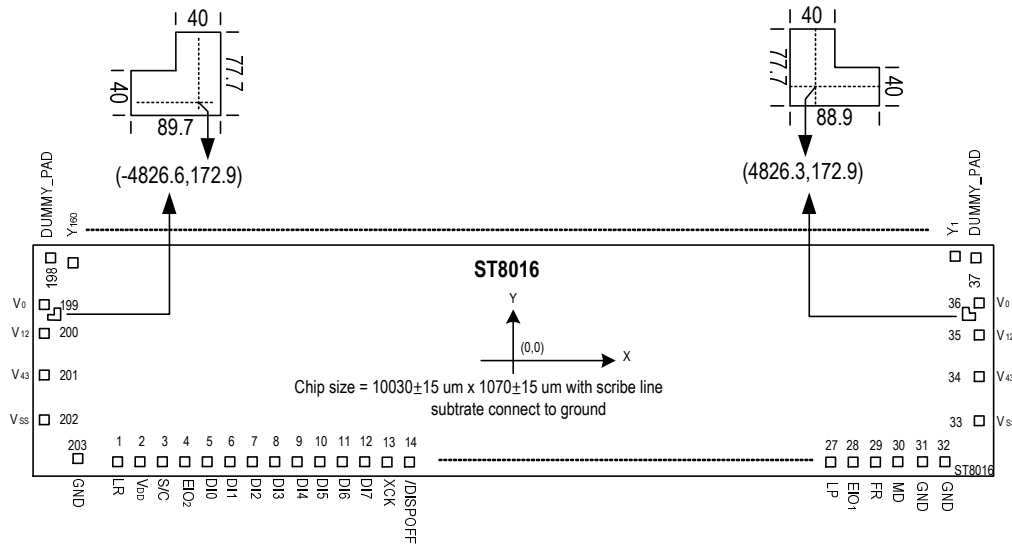 40
77.7
40
89.7
(-4826.6,172.9)
40
77.7
40
88.9
(4826.3,172.9)
DUMMY_PAD
Y160
Y1
DUMMY_PAD
198
37
ST8016
V0
199
36
V0
V12
200
35
V12
Y
(0,0)
X
V43
201
34
V43
Chip size = 10030±15 um x 1070±15 um with scribe line
subtrate connect to ground
VSS
202
33
VSS
203 1 2 3 4 5 6 7 8 9 10 11 12 13 14 27 28 29 30 31 32
ST8016
GND LR VDD S/C EIO2 DI0 DI1 DI2 DI3 DI4 DI5 DI6 DI7 XCK /DISPOFF LP EIO1 FR MD GND GND